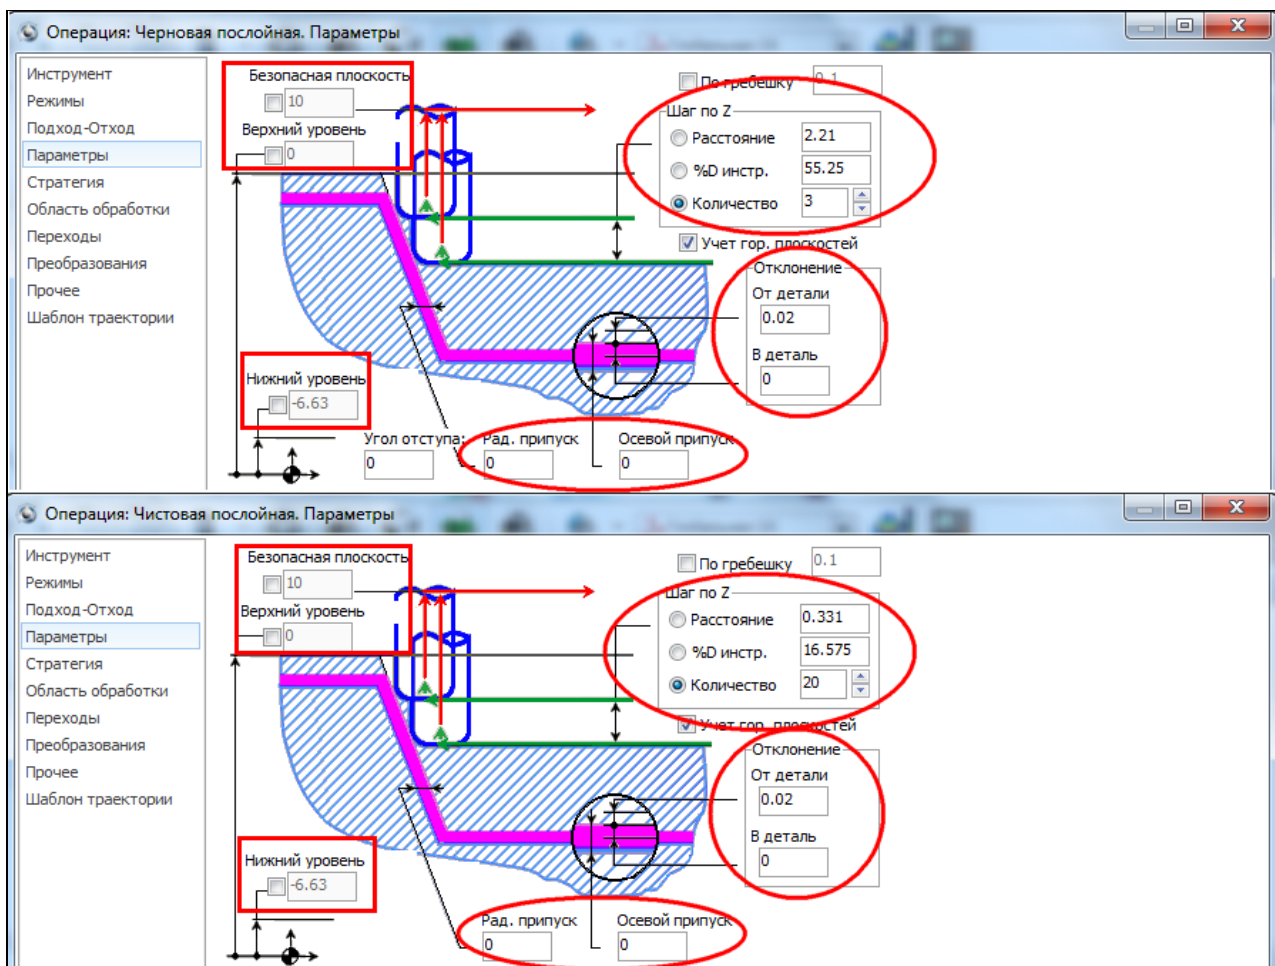 Операция: Черновая послойная. Параметры
Инструмент
Режимы
Подход-Отход
Параметры
Стратегия
Область обработки
Переходы
Преобразования
Прочее
Шаблон траектории
Безопасная плоскость
10
Верхний уровень
0
По гребешку 0.1
Шаг по Z
Расстояние 2.21
%D инстр. 55.25
Количество 3
Учет гор. плоскостей
Отклонение
От детали
0.02
В деталь
0
Нижний уровень
-6.63
Угол отступа: Рад. припуск Осевой припуск
0 0 0
Операция: Чистовая послойная. Параметры
Инструмент
Режимы
Подход-Отход
Параметры
Стратегия
Область обработки
Переходы
Преобразования
Прочее
Шаблон траектории
Безопасная плоскость
10
Верхний уровень
0
По гребешку 0.1
Шаг по Z
Расстояние 0.331
%D инстр. 16.575
Количество 20
Учет гор. плоскостей
Отклонение
От детали
0.02
В деталь
0
Нижний уровень
-6.63
Рад. припуск Осевой припуск
0 0